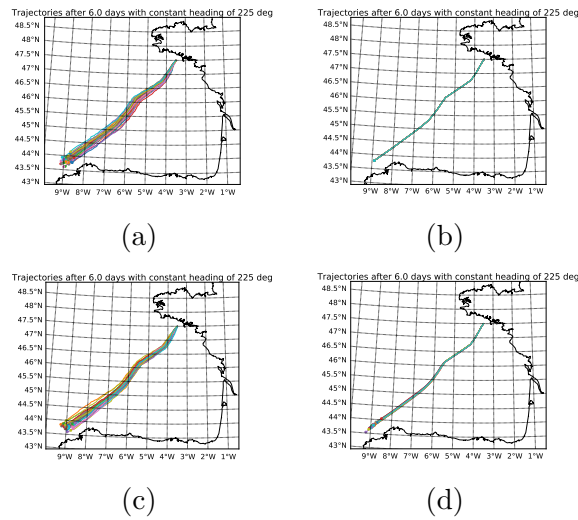 Trajectories after 6.0 days with constant heading of 225 deg
48.5°N
48°N
47.5°N
47°N
46.5°N
46°N
45.5°N
45°N
44.5°N
44°N
43.5°N
43°N
9°W 8°W 7°W 6°W 5°W 4°W 3°W 2°W 1°W
(a)
Trajectories after 6.0 days with constant heading of 225 deg
48.5°N
48°N
47.5°N
47°N
46.5°N
46°N
45.5°N
45°N
44.5°N
44°N
43.5°N
43°N
9°W 8°W 7°W 6°W 5°W 4°W 3°W 2°W 1°W
(b)
Trajectories after 6.0 days with constant heading of 225 deg
48.5°N
48°N
47.5°N
47°N
46.5°N
46°N
45.5°N
45°N
44.5°N
44°N
43.5°N
43°N
9°W 8°W 7°W 6°W 5°W 4°W 3°W 2°W 1°W
(c)
Trajectories after 6.0 days with constant heading of 225 deg
48.5°N
48°N
47.5°N
47°N
46.5°N
46°N
45.5°N
45°N
44.5°N
44°N
43.5°N
43°N
9°W 8°W 7°W 6°W 5°W 4°W 3°W 2°W 1°W
(d)